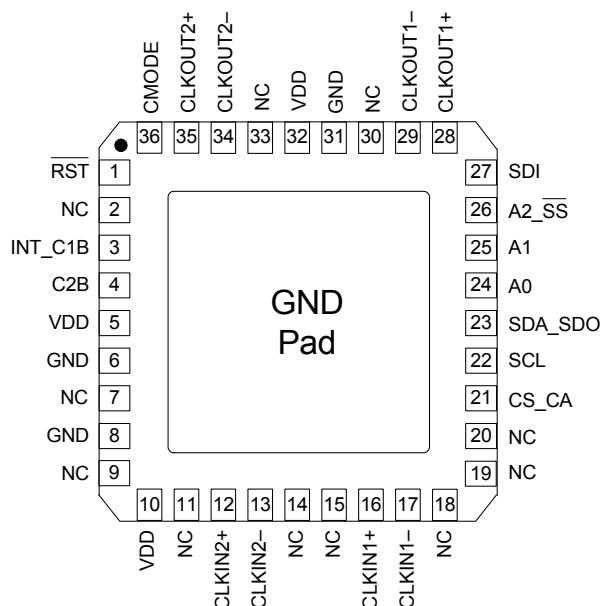 CMODE
CLKOUT2+
CLKOUT2–
NC
VDD
GND
NC
CLKOUT1–
CLKOUT1+
36 35 34 33 32 31 30 29 28
RST 1
NC 2
INT_C1B 3
C2B 4
VDD 5
GND 6
NC 7
GND 8
NC 9
GND
Pad
27 SDI
26 A2_SS
25 A1
24 A0
23 SDA_SDO
22 SCL
21 CS_CA
20 NC
19 NC
10 11 12 13 14 15 16 17 18
VDD
NC
CLKIN2+
CLKIN2–
NC
NC
CLKIN1+
CLKIN1–
NC